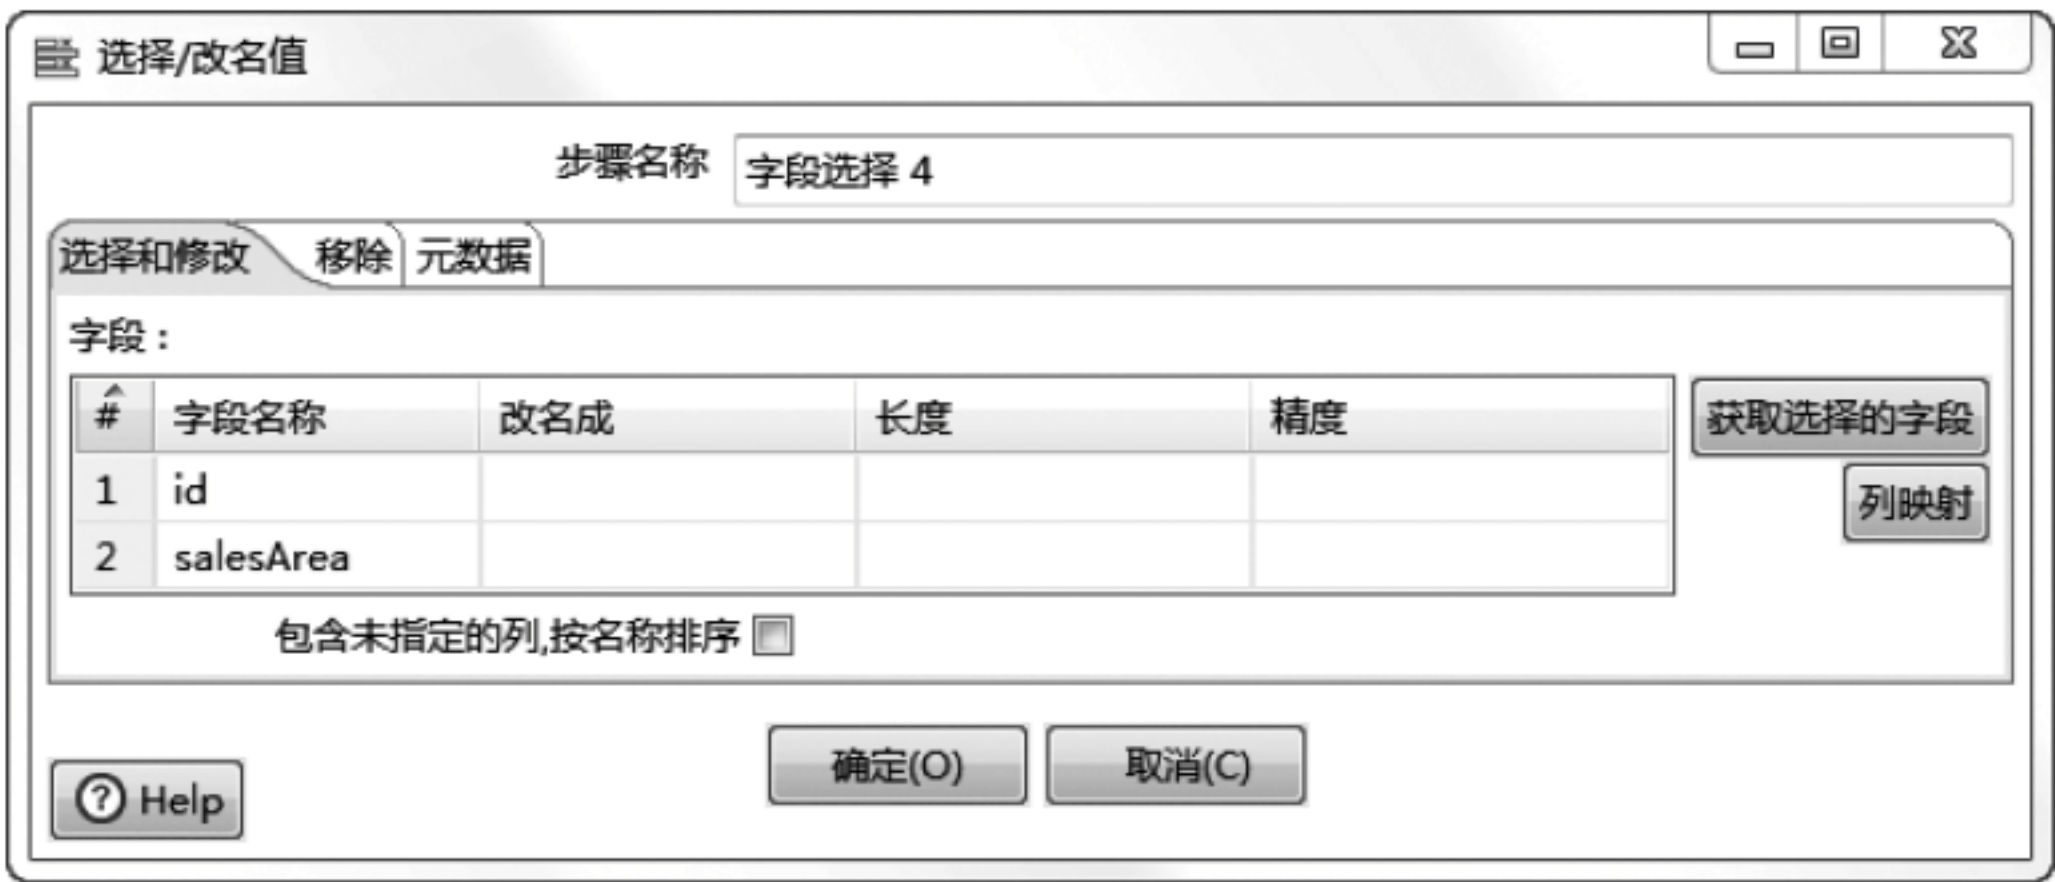 选择/改名值
步骤名称 字段选择 4
选择和修改 移除 元数据
字段：
# 字段名称 改名成 长度 精度 获取选择的字段
1 id
列映射
2 salesArea
包含未指定的列,按名称排序
确定(O) 取消(C)
Help